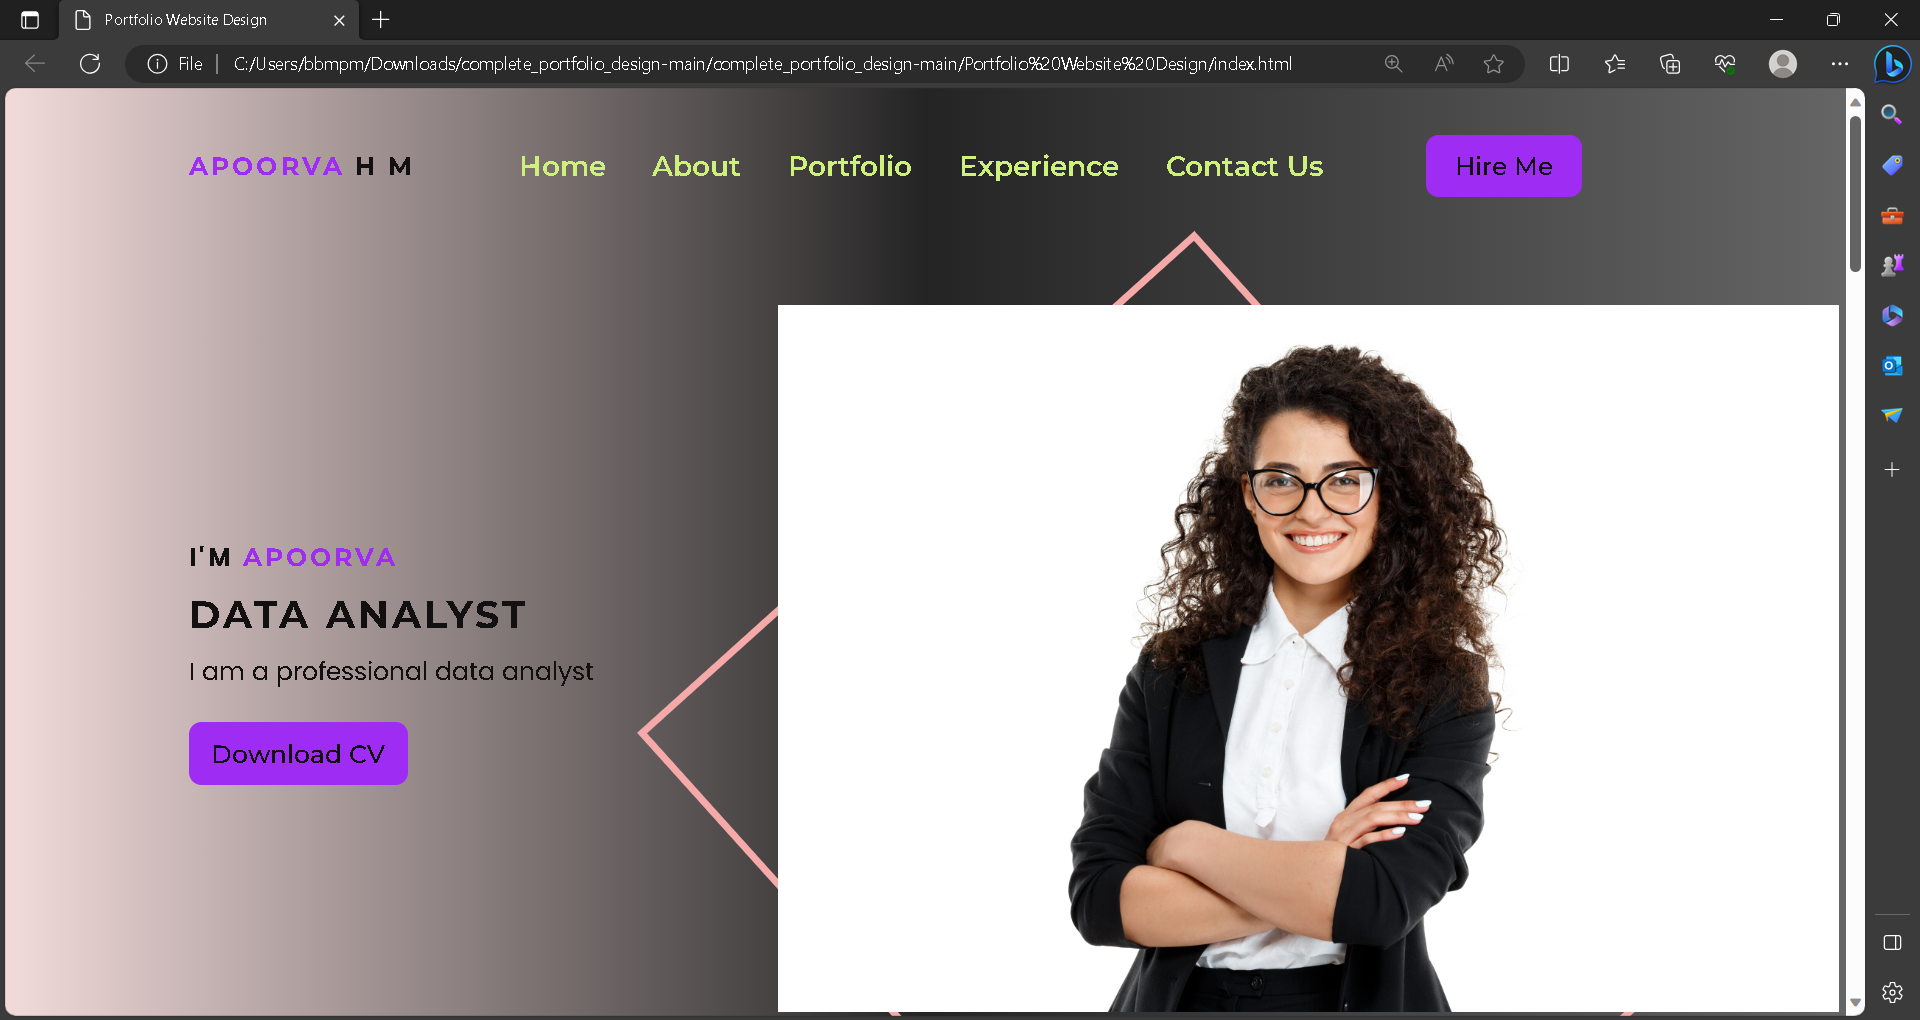 Portfolio Website Design
File | C:/Users/bbmpm/Downloads/complete_portfolio_design-main/complete_portfolio_design-main/Portfolio%20Website%20Design/index.html
APOORVA H M Home About Portfolio Experience Contact Us Hire Me
I'M APOORVA
DATA ANALYST
I am a professional data analyst
Download CV